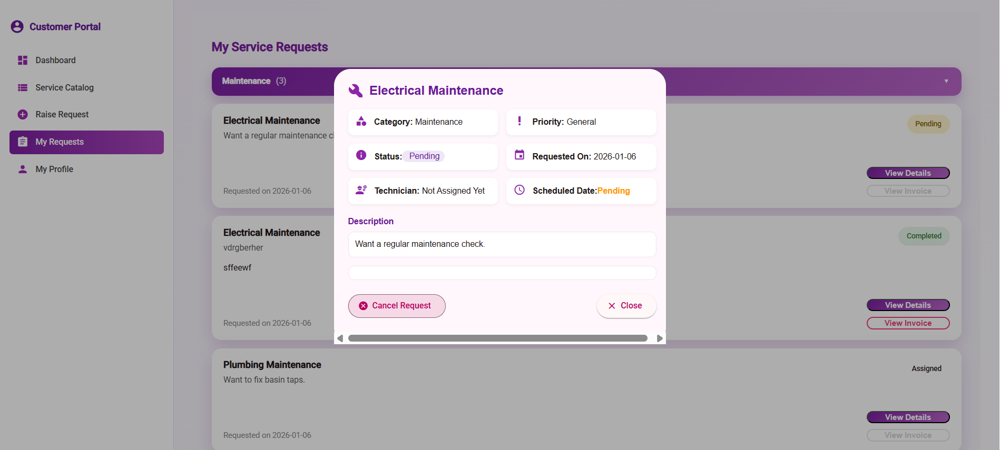 Customer Portal
Dashboard
Service Catalog
Raise Request
My Requests
My Profile
My Service Requests
Maintenance (3)
Electrical Maintenance
Want a regular maintenance c
Requested on 2026-01-06
Pending
View Details
View Invoice
Electrical Maintenance
vdrgberher
sffeewf
Requested on 2026-01-06
Completed
View Details
View Invoice
Plumbing Maintenance
Want to fix basin taps.
Requested on 2026-01-06
Assigned
View Details
View Invoice
Electrical Maintenance
Category: Maintenance
Priority: General
Status: Pending
Requested On: 2026-01-06
Technician: Not Assigned Yet
Scheduled Date:Pending
Description
Want a regular maintenance check.
Cancel Request
Close